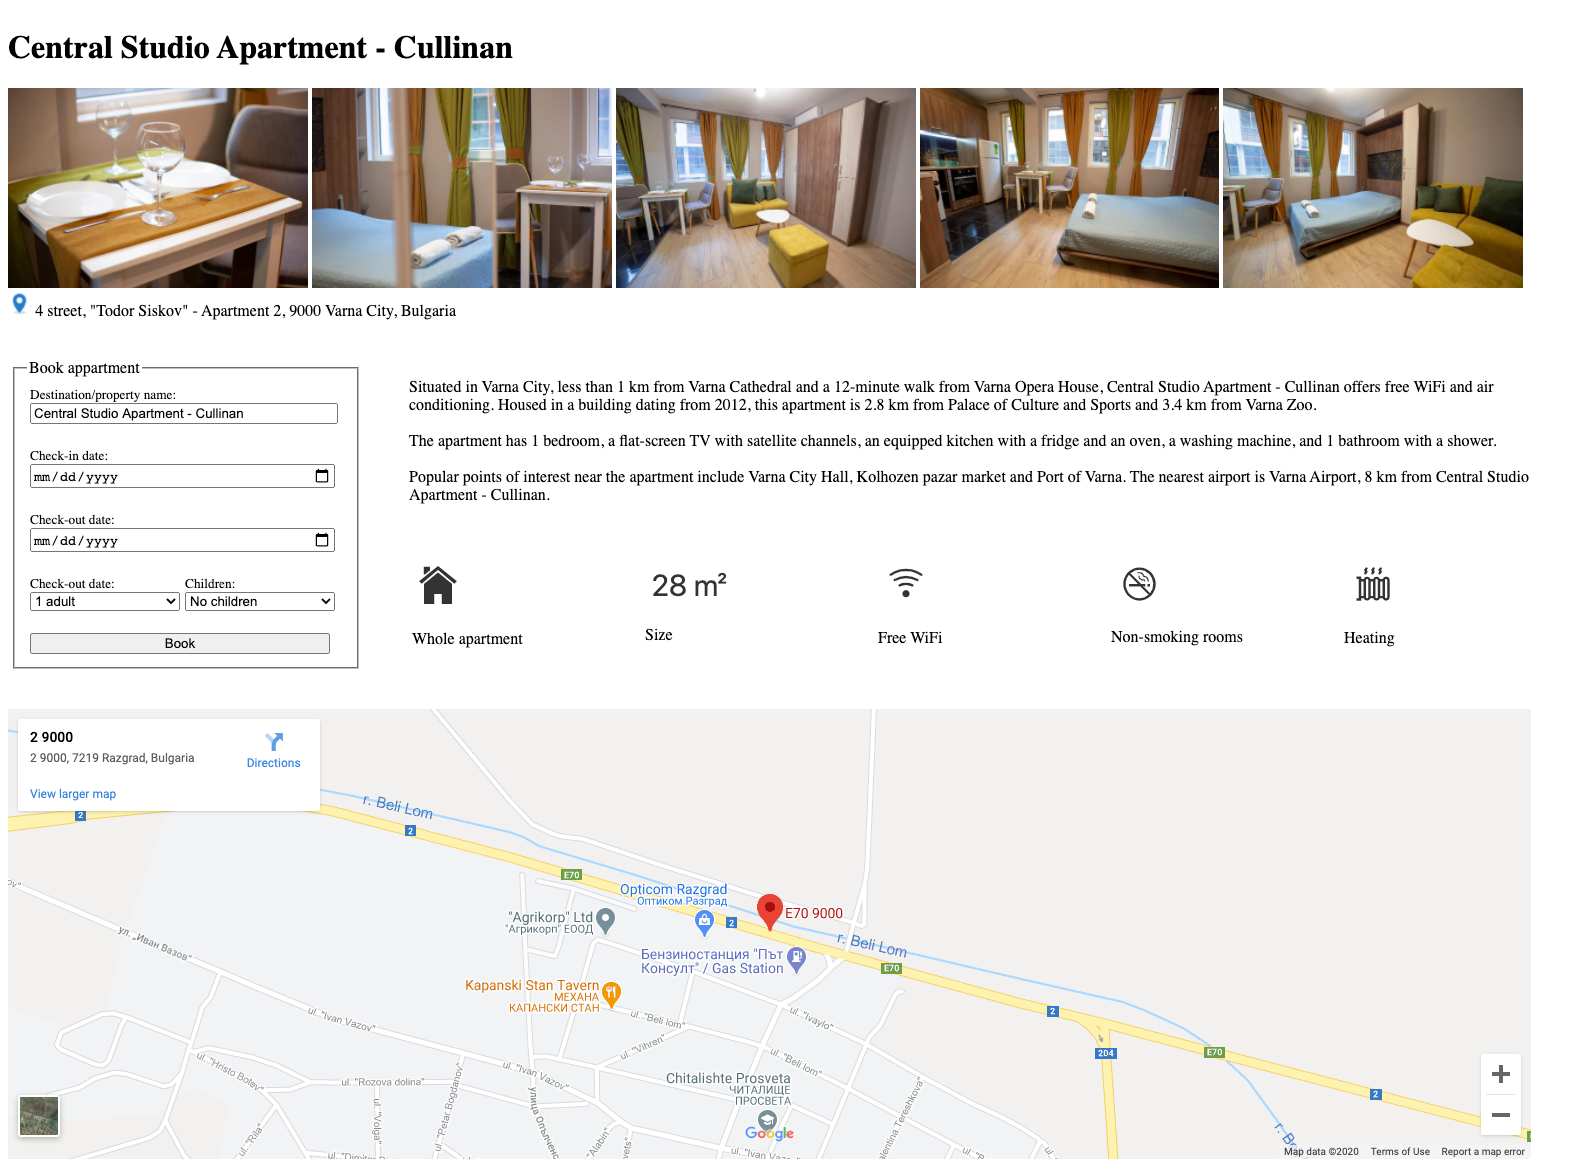 Central Studio Apartment - Cullinan
4 street, "Todor Siskov" - Apartment 2, 9000 Varna City, Bulgaria
Book appartment
Destination/property name:
Central Studio Apartment - Cullinan
Check-in date:
mm/dd/yyyy
Check-out date:
mm/dd/yyyy
Check-out date: Children:
1 adult No children
Book
Situated in Varna City, less than 1 km from Varna Cathedral and a 12-minute walk from Varna Opera House, Central Studio Apartment - Cullinan offers free WiFi and air
conditioning. Housed in a building dating from 2012, this apartment is 2.8 km from Palace of Culture and Sports and 3.4 km from Varna Zoo.
The apartment has 1 bedroom, a flat-screen TV with satellite channels, an equipped kitchen with a fridge and an oven, a washing machine, and 1 bathroom with a shower.
Popular points of interest near the apartment include Varna City Hall, Kolhozen pazar market and Port of Varna. The nearest airport is Varna Airport, 8 km from Central Studio
Apartment - Cullinan.
28 m²
Whole apartment
Size
Free WiFi
Non-smoking rooms
Heating
2 9000
2 9000, 7219 Razgrad, Bulgaria
Directions
View larger map
r. Beli Lom
2
2
E70
Opticom Razgrad
Оптиком Разград
2
E70 9000
"Agrikorp" Ltd
"Агрикорп" ЕООД
r. Beli Lom
Бензиностанция "Път
Консулт" / Gas Station
E70
ул. "Иван Вазов"
Kapanski Stan Tavern
МЕХАНА
КАПАНСКИ СТАН
2
ul. "Ivan Vazov"
ul. "Beli lom"
ul. "Ivaylo"
ul. "Vihren"
204
E70
ul. "Hristo Botev"
ul. "Beli lom"
ul. "Ivan Vazov"
ul. "Rozova dolina"
ul. "Petar Bogdanov"
Chitalishte Prosveta
ЧИТАЛИЩЕ
ПРОСВЕТА
2
ul. "Volga"
ul. "Rila"
Google
ul. "Ivan Vazov"
Map data ©2020 Terms of Use Report a map error